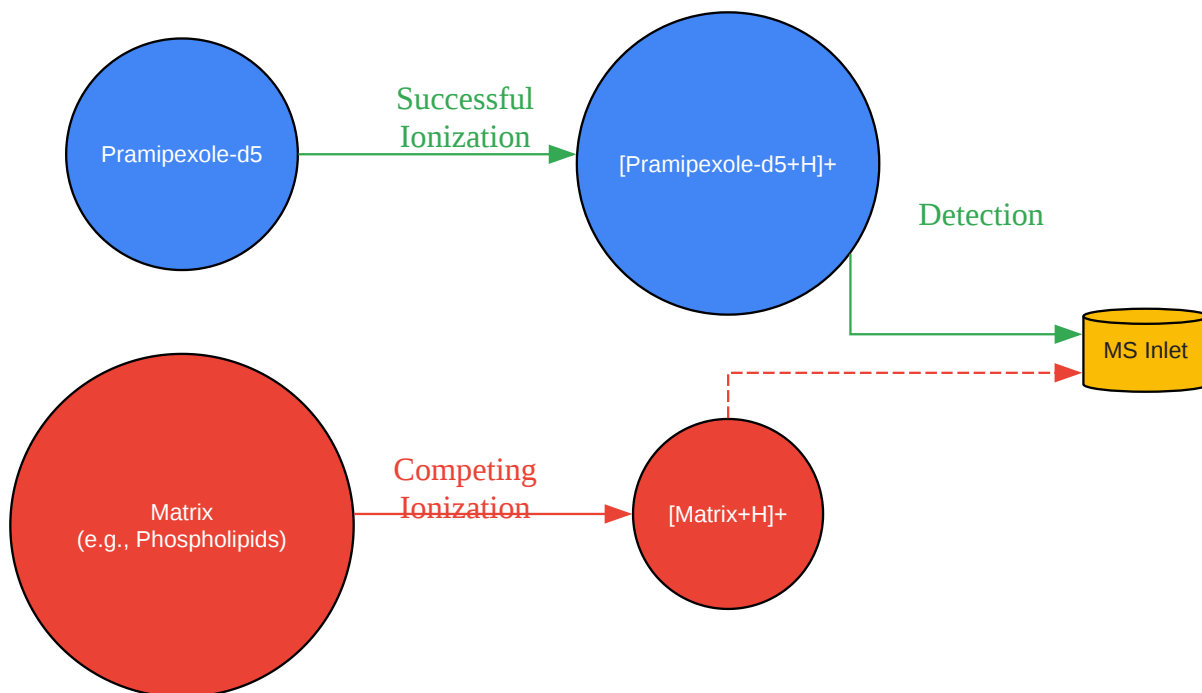 Pramipexole-d5
Successful
Ionization
[Pramipexole-d5+H]+
Detection
MS Inlet
Matrix
(e.g., Phospholipids)
Competing
Ionization
[Matrix+H]+